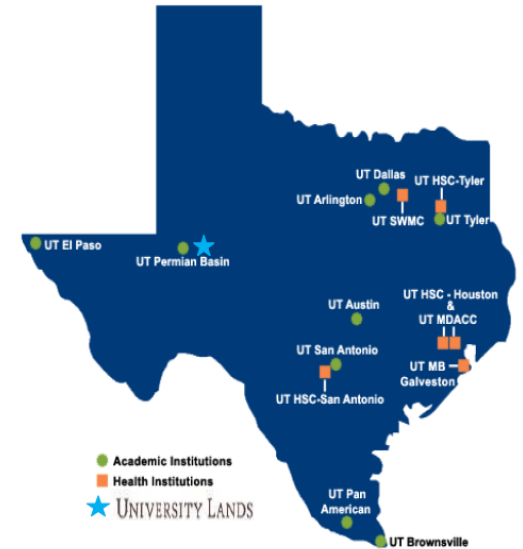 UT Dallas
UT HSC-Tyler
UT Arlington
UT SWMC
UT Tyler
UT El Paso
UT Permian Basin
UT HSC - Houston
&
UT MDACC
UT Austin
UT San Antonio
UT MB
Galveston
UT HSC-San Antonio
Academic Institutions
Health Institutions
UNIVERSITY LANDS
UT Pan
American
UT Brownsville